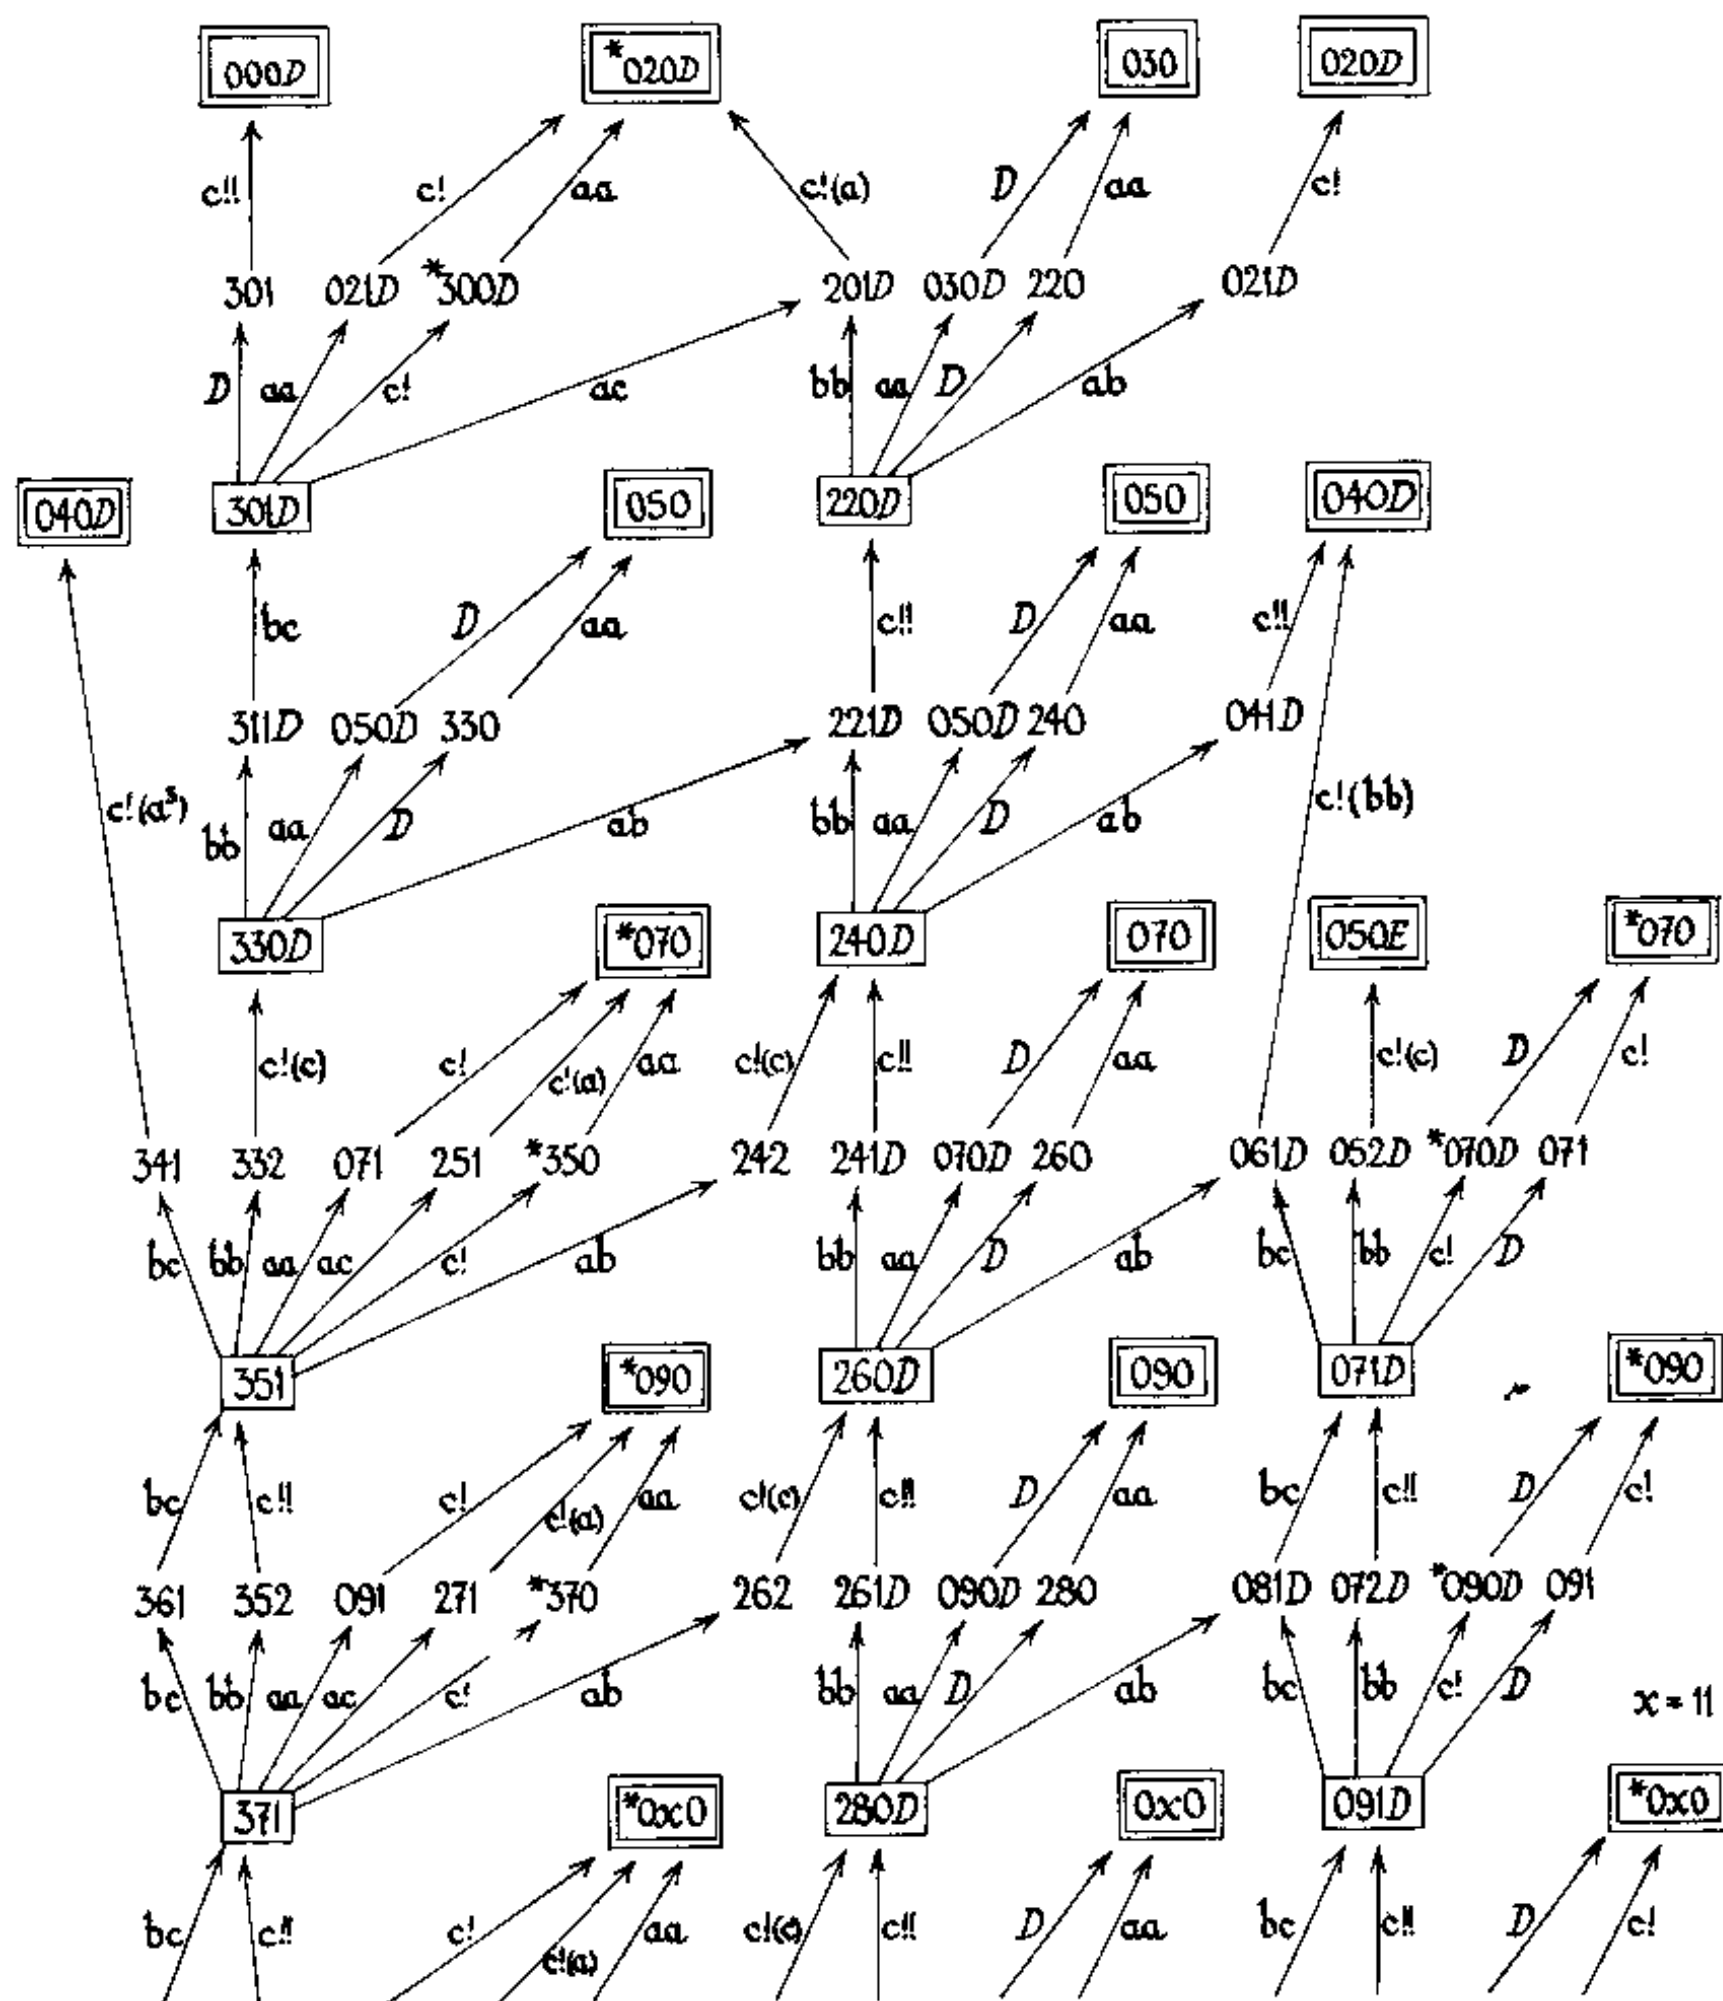 000D *020D 030 020D
c!! c! aa c!(a) D aa c!
301 021D *300D 201D 030D 220 021D
D aa c! ac bb aa D ab
040D 301D 050 220D 050 040D
bc D aa c!! D aa c!!
311D 050D 330 221D 050D 240 041D
c!(a³) bb aa D ab bb aa D ab c!(bb)
330D *070 240D 070 050E *070
c!(c) c! c!(a) aa c!(c) c!! D aa c!(c) D c!
341 332 071 251 *350 242 241D 070D 260 061D 052D *070D 071
bc bb aa ac c! ab bb aa D ab bc bb c! D
351 *090 260D 090 071D *090
bc c!! c! c!(a) aa c!(c) c!! D aa bc c!! D c!
361 352 091 271 *370 262 261D 090D 280 081D 072D *090D 091
bc bb aa ac c! ab bb aa D ab bc bb c! D x = 11
371 *0x0 280D 0x0 091D *0x0
bc c!! c! c!(a) aa c!(c) c!! D aa bc c!! D c!